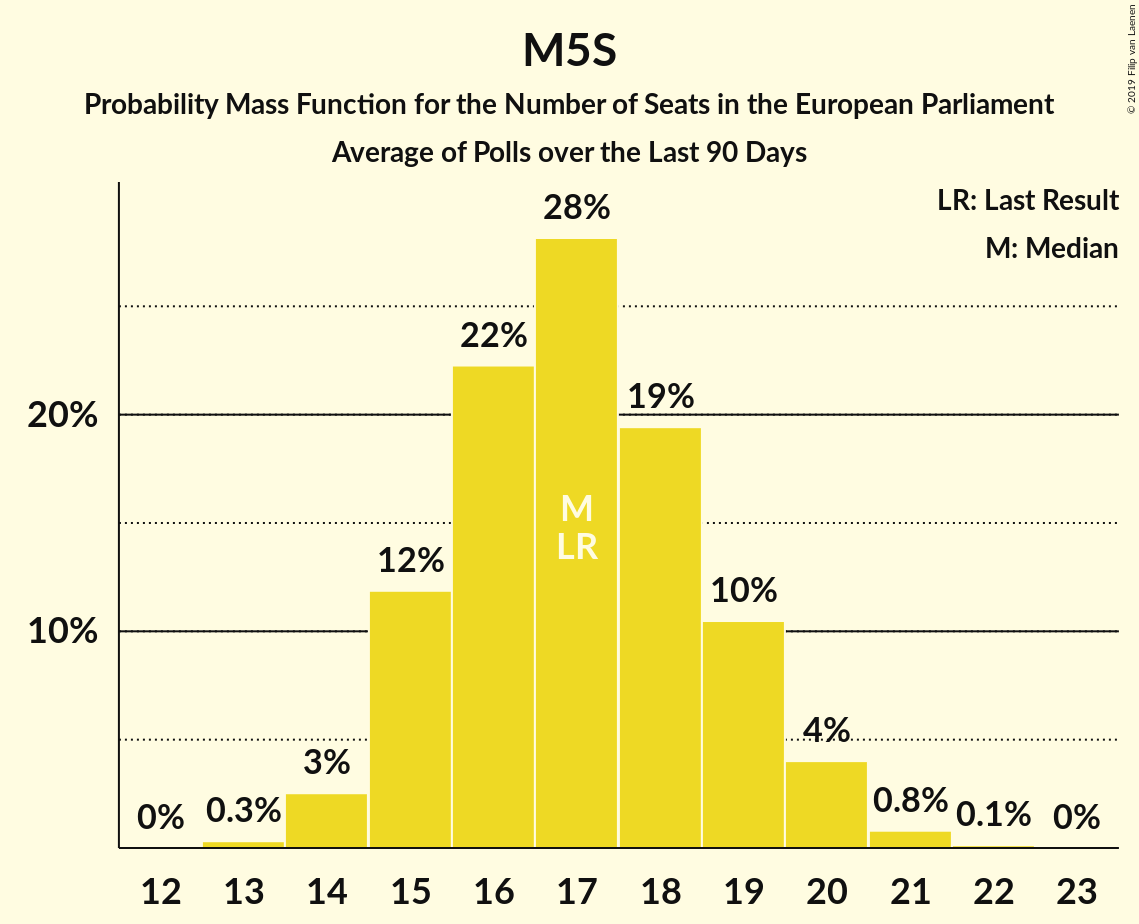 M5S
Probability Mass Function for the Number of Seats in the European Parliament
Average of Polls over the Last 90 Days
© 2019 Filip van Laenen
LR: Last Result
M: Median
28%
22%
19%
20%
M
LR
12%
10%
10%
4%
3%
0%
0.3%
0.8%
0.1%
0%
12 13 14 15 16 17 18 19 20 21 22 23